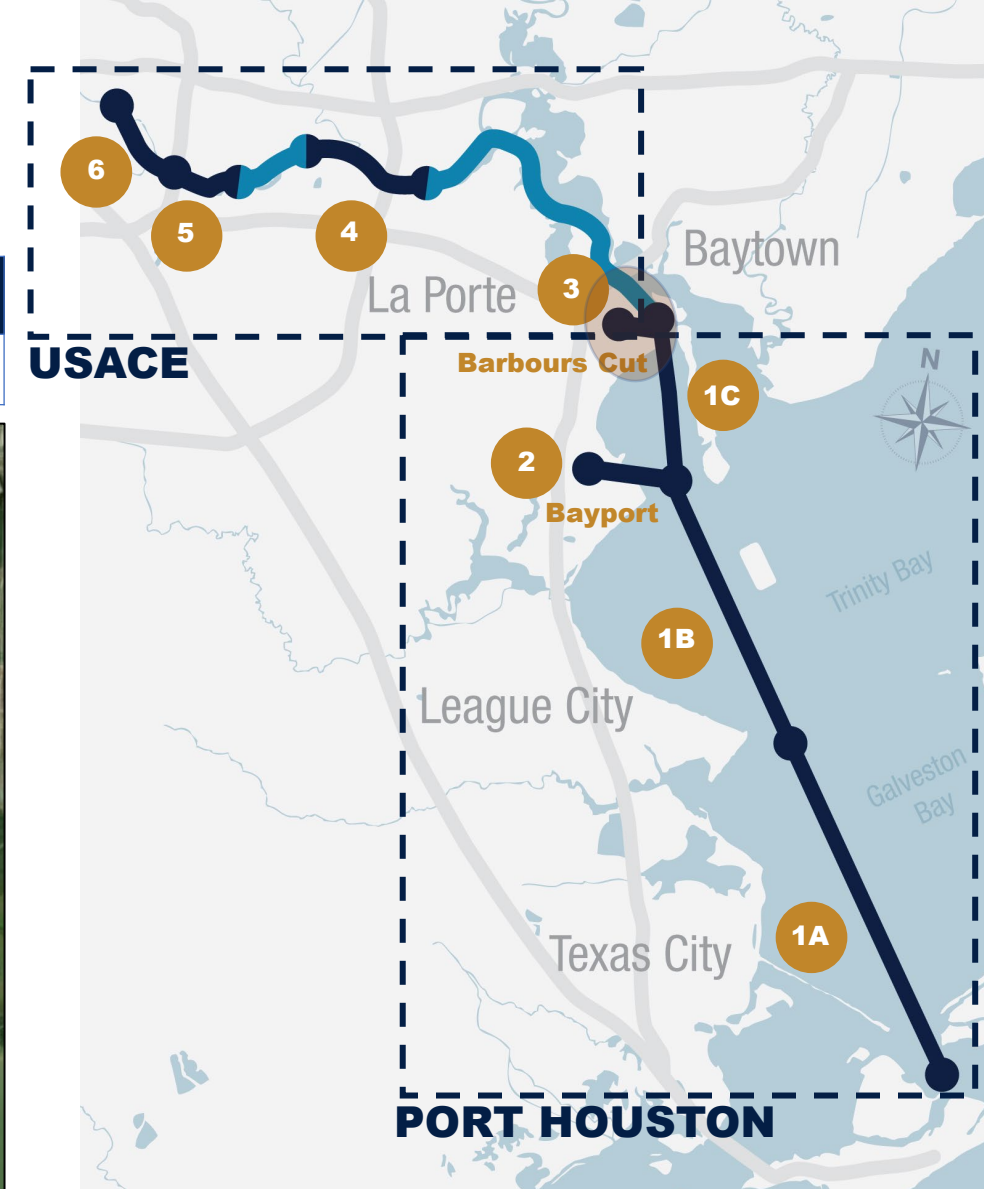 6
5
4
3
Baytown
La Porte
USACE
Barbours Cut
N
1C
2
Bayport
Trinity Bay
1B
League City
Galveston
Bay
1A
Texas City
PORT HOUSTON